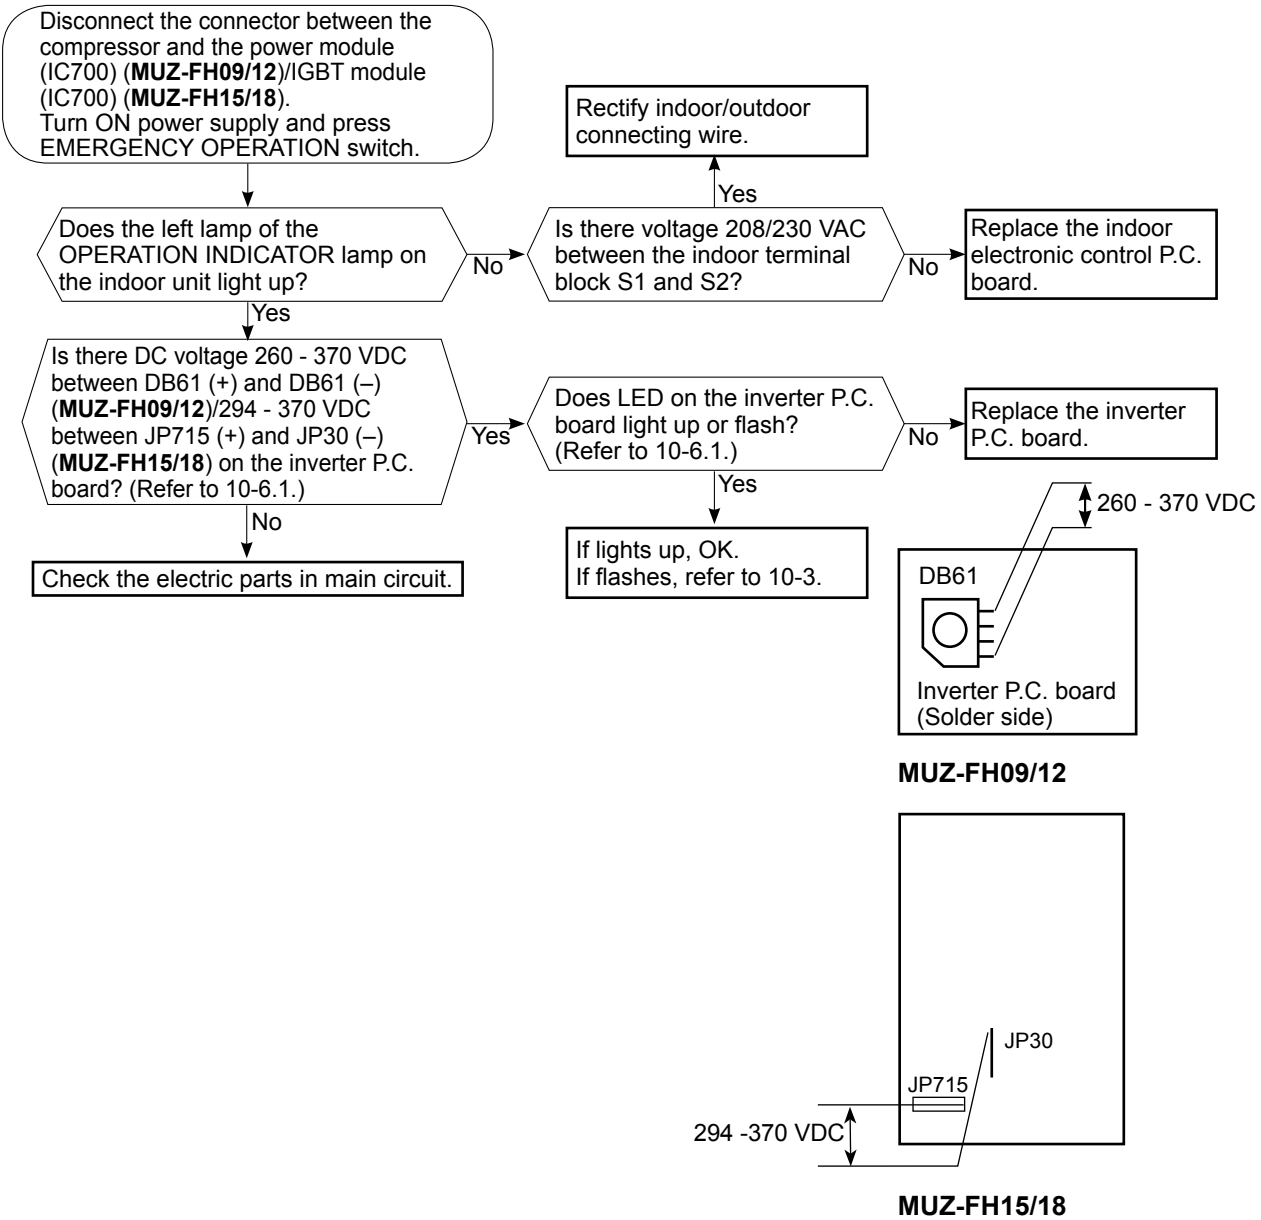 Disconnect the connector between the
compressor and the power module
(IC700) (MUZ-FH09/12)/IGBT module
(IC700) (MUZ-FH15/18).
Turn ON power supply and press
EMERGENCY OPERATION switch.
Rectify indoor/outdoor
connecting wire.
Yes
Does the left lamp of the
OPERATION INDICATOR lamp on
the indoor unit light up?
No
Is there voltage 208/230 VAC
between the indoor terminal
block S1 and S2?
No
Replace the indoor
electronic control P.C.
board.
Yes
Is there DC voltage 260 - 370 VDC
between DB61 (+) and DB61 (–)
(MUZ-FH09/12)/294 - 370 VDC
between JP715 (+) and JP30 (–)
(MUZ-FH15/18) on the inverter P.C.
board? (Refer to 10-6.1.)
Yes
Does LED on the inverter P.C.
board light up or flash?
(Refer to 10-6.1.)
No
Replace the inverter
P.C. board.
Yes
No
If lights up, OK.
If flashes, refer to 10-3.
Check the electric parts in main circuit.
260 - 370 VDC
DB61
Inverter P.C. board
(Solder side)
MUZ-FH09/12
JP30
JP715
294 -370 VDC
MUZ-FH15/18